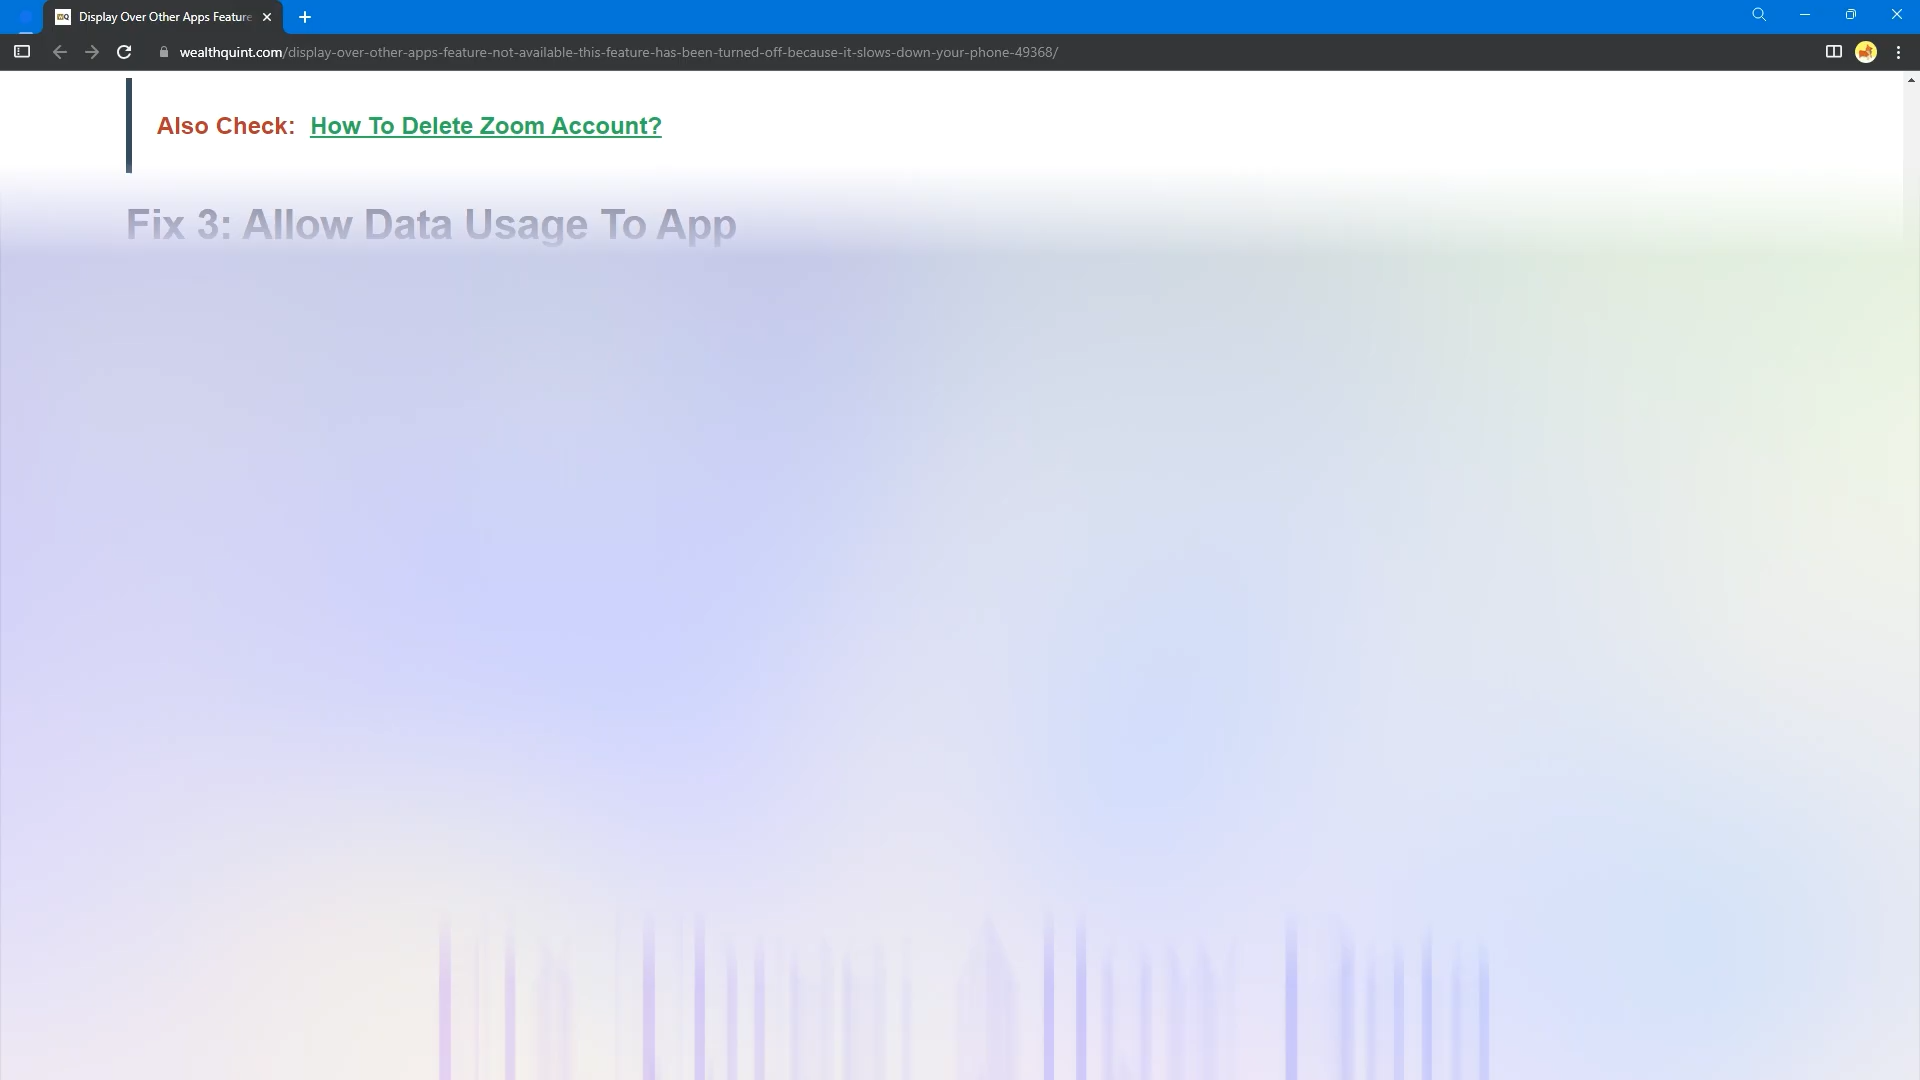 WQ Display Over Other Apps Feature
wealthquint.com/display-over-other-apps-feature-not-available-this-feature-has-been-turned-off-because-it-slows-down-your-phone-49368/
Also Check: How To Delete Zoom Account?
Fix 3: Allow Data Usage To App